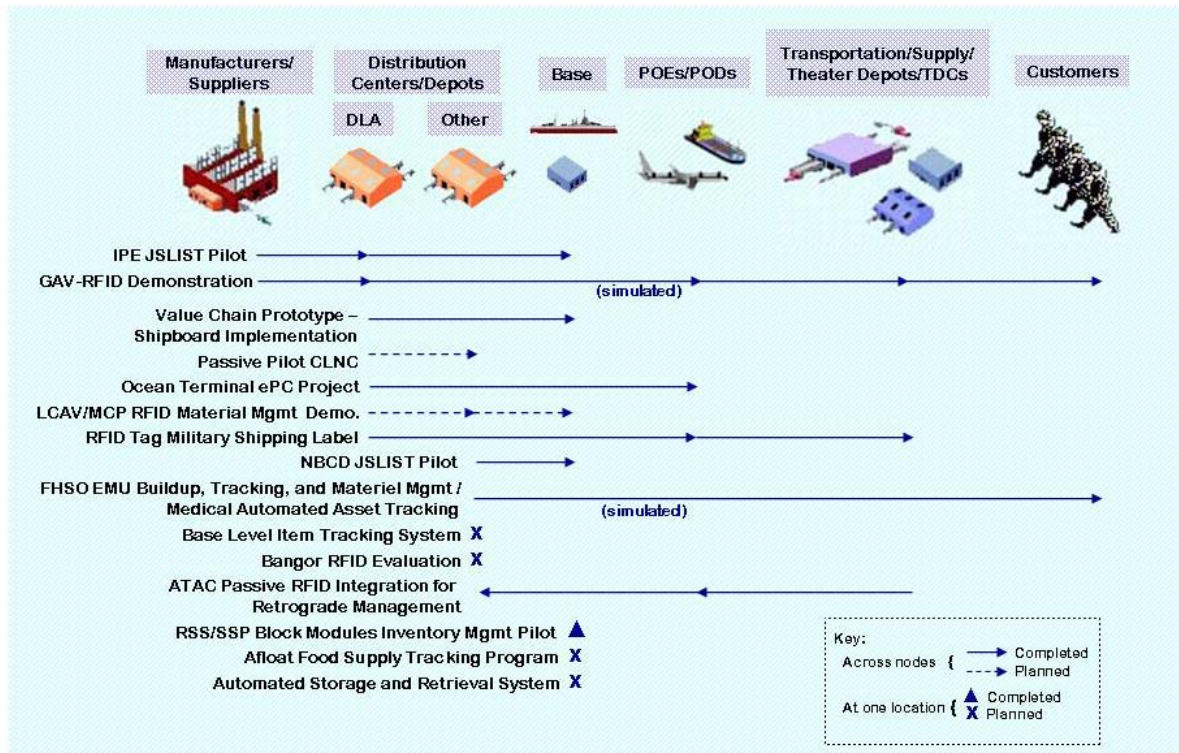 Manufacturers/
Suppliers
Distribution
Centers/Depots
DLA
Other
Base
POEs/PODs
Transportation/Supply/
Theater Depots/TDCs
Customers
IPE JSLIST Pilot
GAV-RFID Demonstration
(simulated)
Value Chain Prototype –
Shipboard Implementation
Passive Pilot CLNC
Ocean Terminal ePC Project
LCAV/MCP RFID Material Mgmt Demo.
RFID Tag Military Shipping Label
NBCD JSLIST Pilot
FHSO EMU Buildup, Tracking, and Materiel Mgmt /
Medical Automated Asset Tracking
(simulated)
Base Level Item Tracking System X
Bangor RFID Evaluation X
ATAC Passive RFID Integration for
Retrograde Management
RSS/SSP Block Modules Inventory Mgmt Pilot
Afloat Food Supply Tracking Program X
Automated Storage and Retrieval System X
Key:
Across nodes { Completed
Planned
At one location { Completed
X Planned